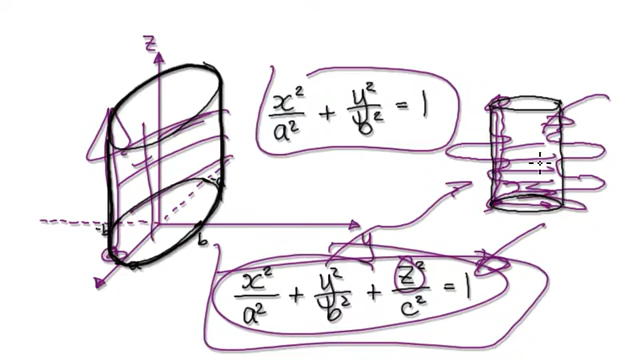 z
x²/a² + y²/b² = 1
-b
b
a
y
x²/a² + y²/b² + z²/c² = 1